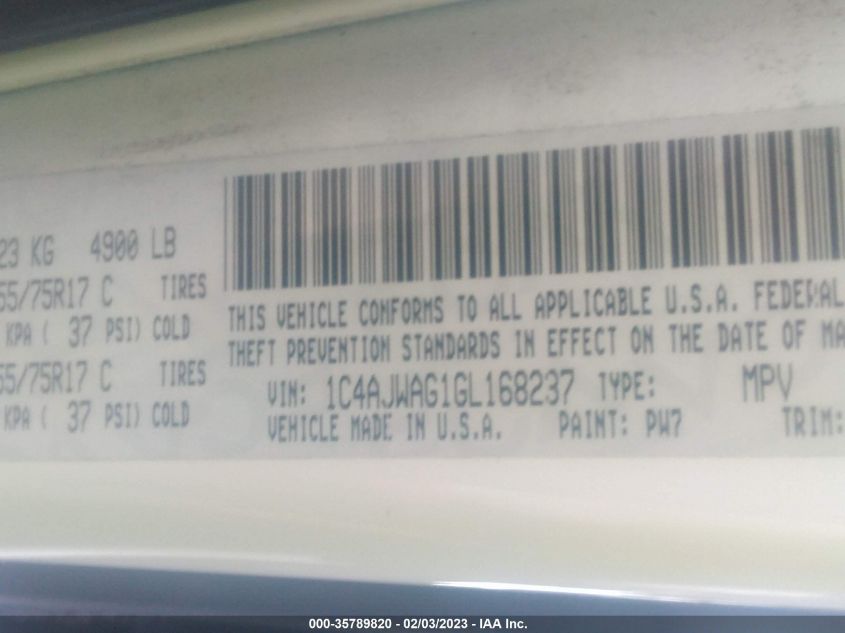 23 KG 4900 LB
55/75R17 C TIRES
KPA ( 37 PSI) COLD
55/75R17 C TIRES
KPA ( 37 PSI) COLD
THIS VEHICLE CONFORMS TO ALL APPLICABLE U.S.A. FEDERAL
THEFT PREVENTION STANDARDS IN EFFECT ON THE DATE OF MA
VIN: 1C4AJWAG1GL168237 TYPE: MPV
VEHICLE MADE IN U.S.A. PAINT: PW7 TRIM:
000-35789820 - 02/03/2023 - IAA Inc.